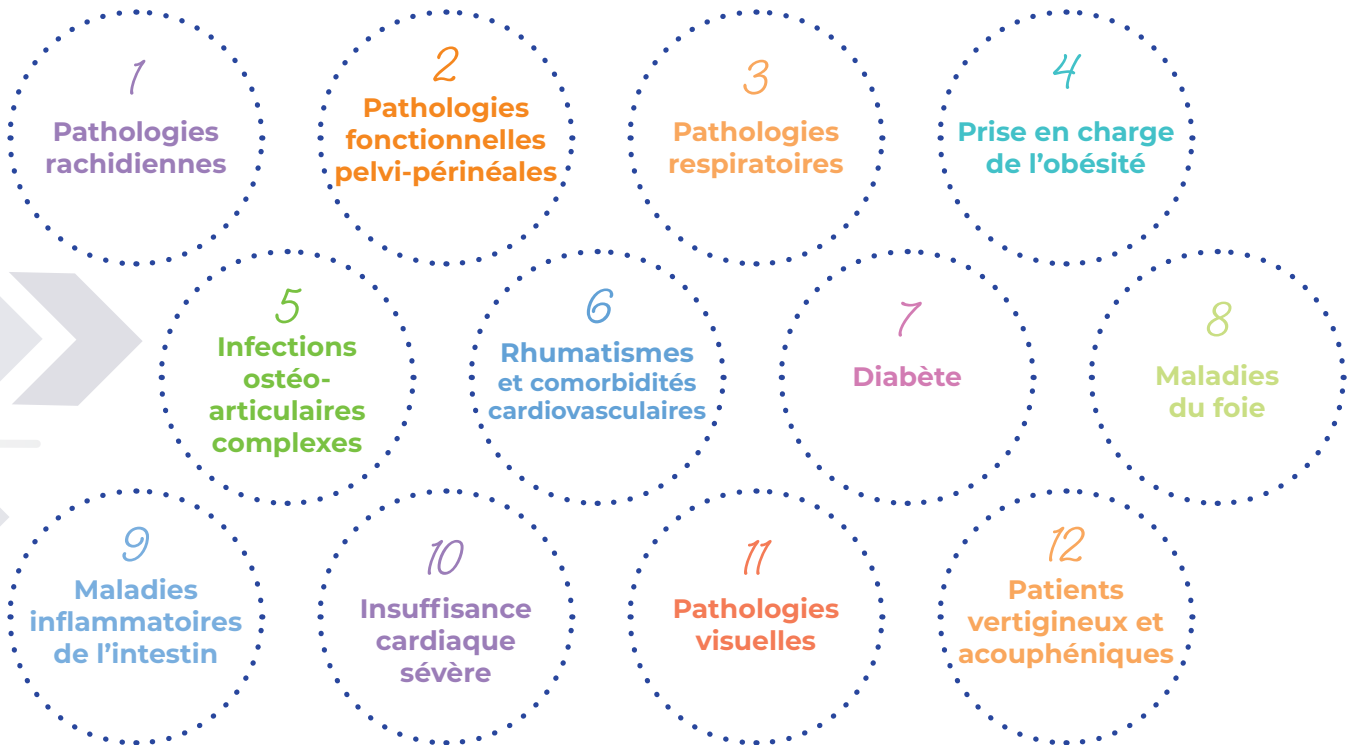 1
Pathologies
rachidiennes
2
Pathologies
fonctionnelles
pelvi-périnéales
3
Pathologies
respiratoires
4
Prise en charge
de l’obésité
5
Infections
ostéo-
articulaires
complexes
6
Rhumatismes
et comorbidités
cardiovasculaires
7
Diabète
8
Maladies
du foie
9
Maladies
inflammatoires
de l’intestin
10
Insuffisance
cardiaque
sévère
11
Pathologies
visuelles
12
Patients
vertigineux et
acouphéniques